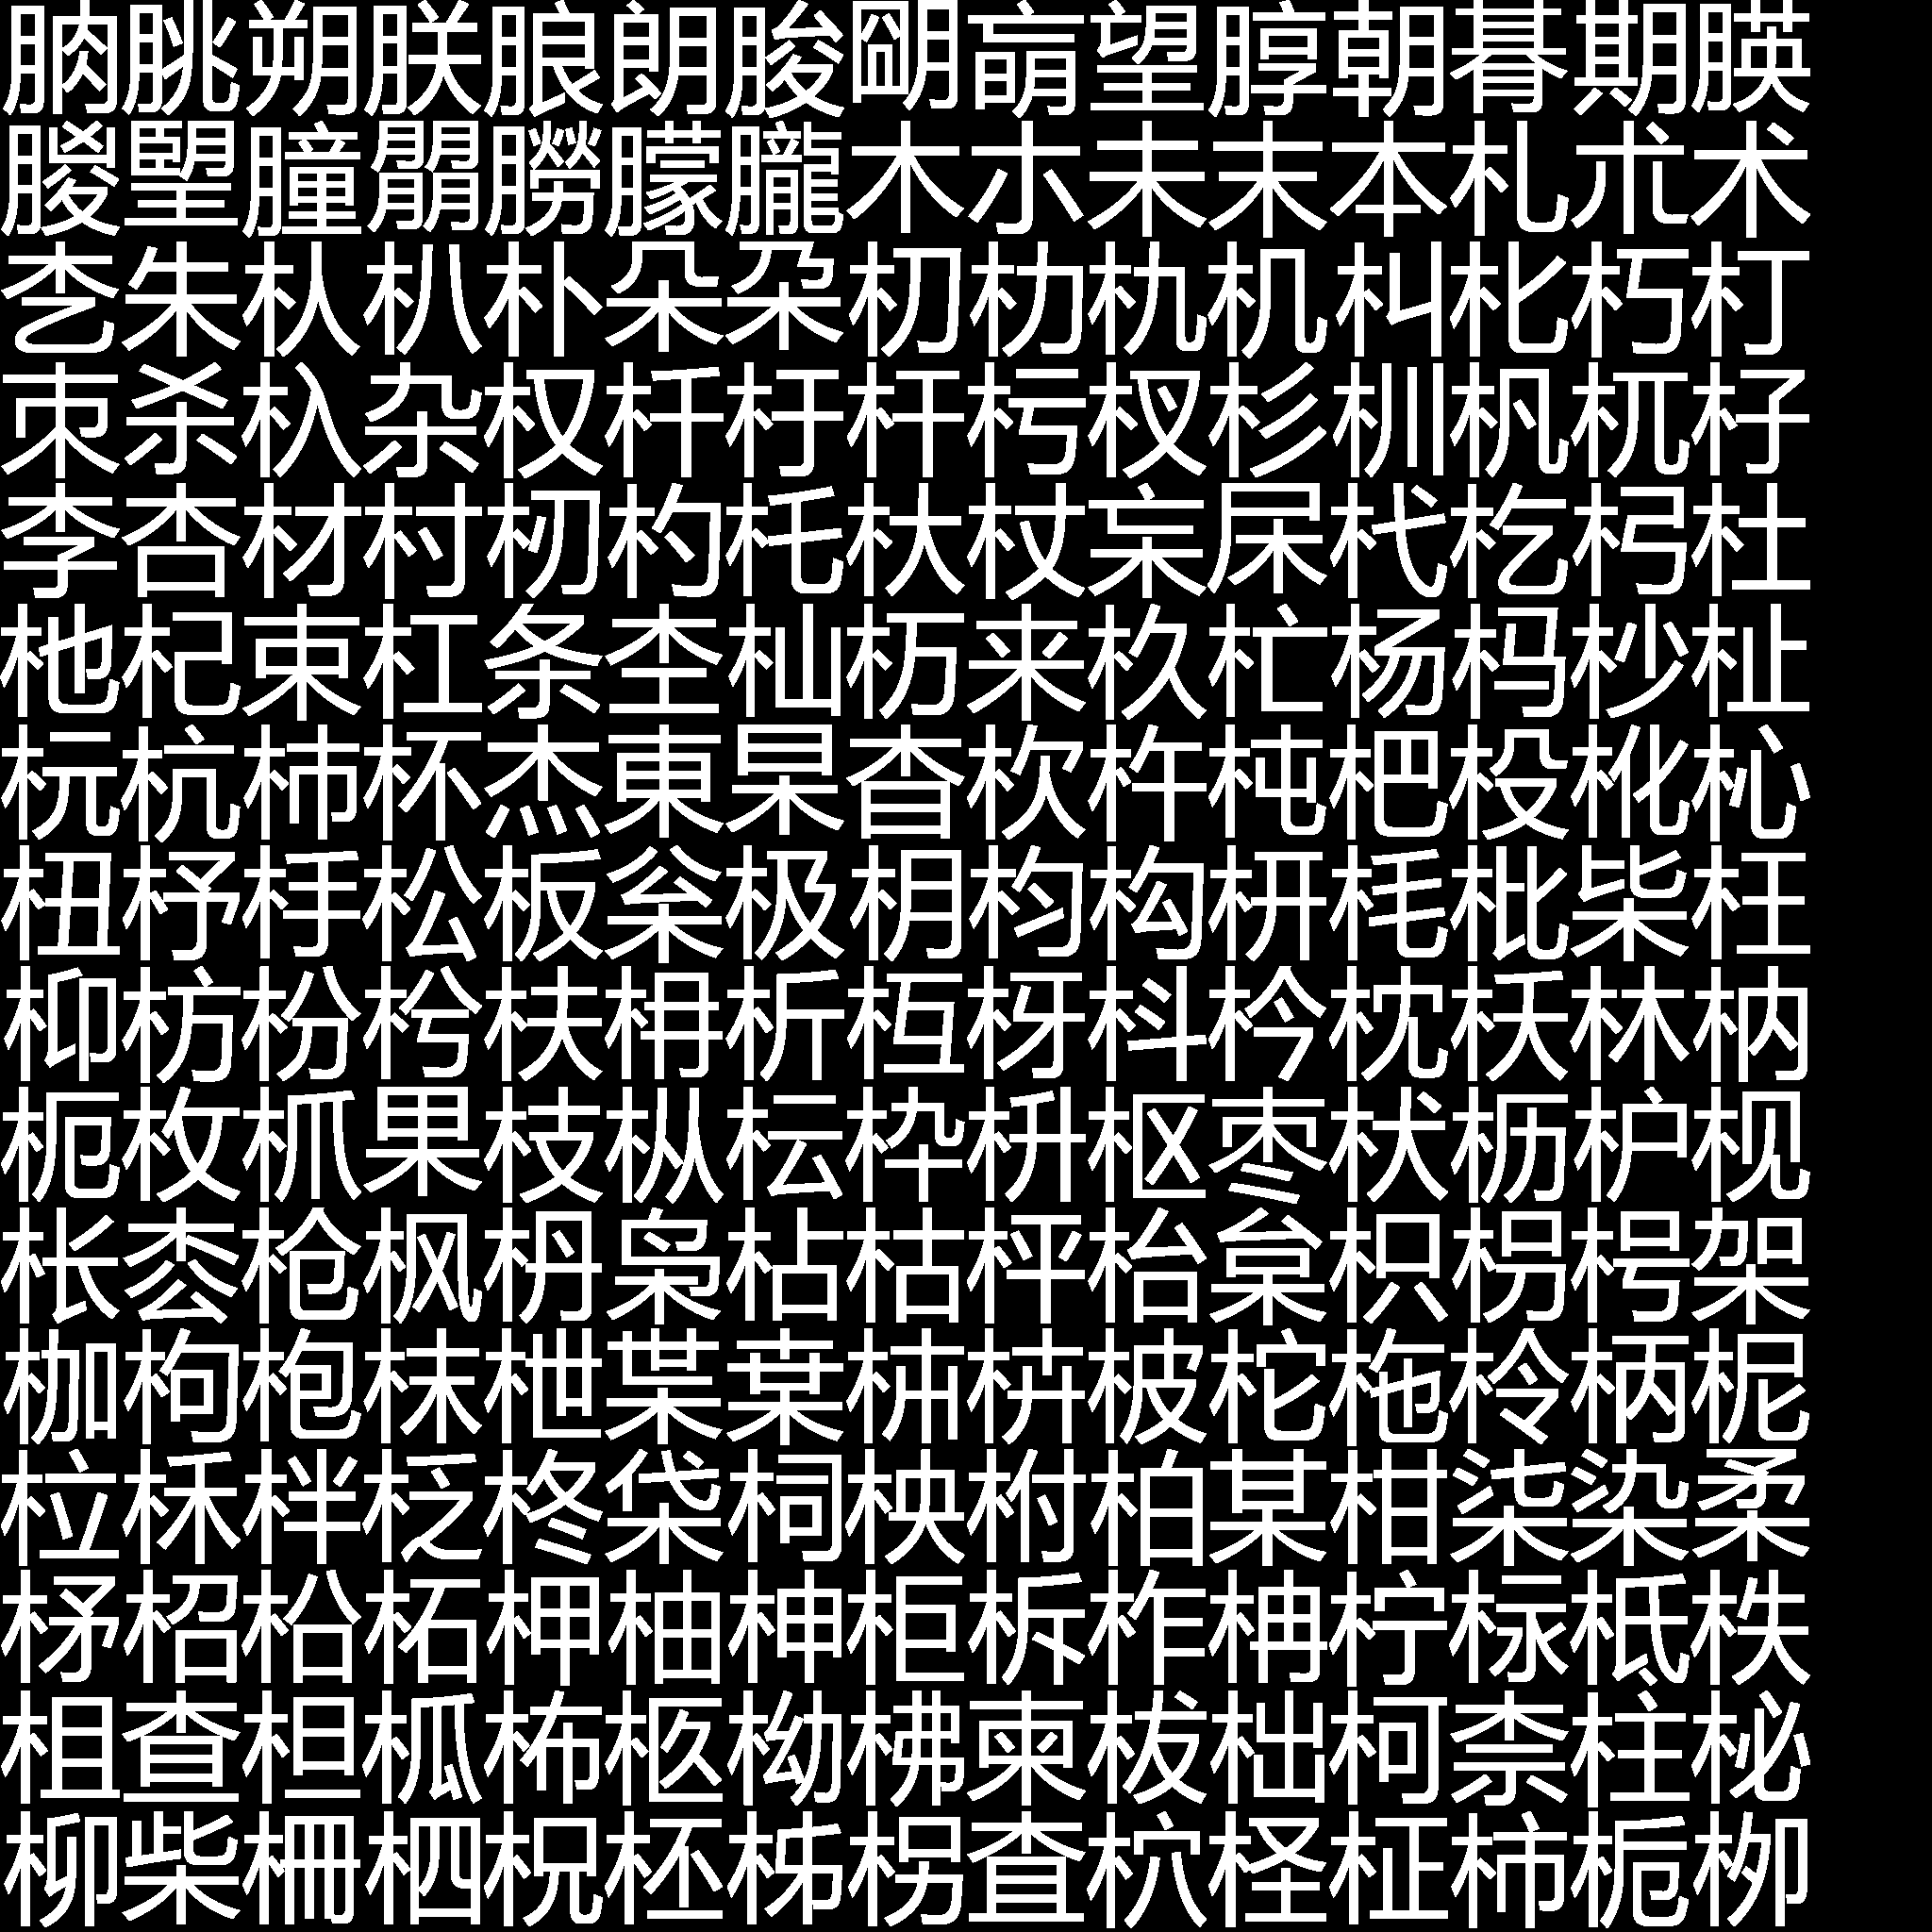 朒朓朔朕朖朗朘朙朚望朜朝朞期朠
朡朢朣朤朥朦朧木朩未末本札朮术
朰朱朲朳朴朵朶朷朸朹机朻朼朽朾
朿杀杁杂权杄杅杆杇杈杉杊杋杌杍
李杏材村杒杓杔杕杖杗杘杙杚杛杜
杝杞束杠条杢杣杤来杦杧杨杩杪杫
杬杭杮杯杰東杲杳杴杵杶杷杸杹杺
杻杼杽松板枀极枂枃构枅枆枇枈枉
枊枋枌枍枎枏析枑枒枓枔枕枖林枘
枙枚枛果枝枞枟枠枡枢枣枤枥枦枧
枨枩枪枫枬枭枮枯枰枱枲枳枴枵架
枷枸枹枺枻枼枽枾枿柀柁柂柃柄柅
柆柇柈柉柊柋柌柍柎柏某柑柒染柔
柕柖柗柘柙柚柛柜柝柞柟柠柡柢柣
柤查柦柧柨柩柪柫柬柭柮柯柰柱柲
柳柴柵柶柷柸柹柺査柼柽柾柿栀栁